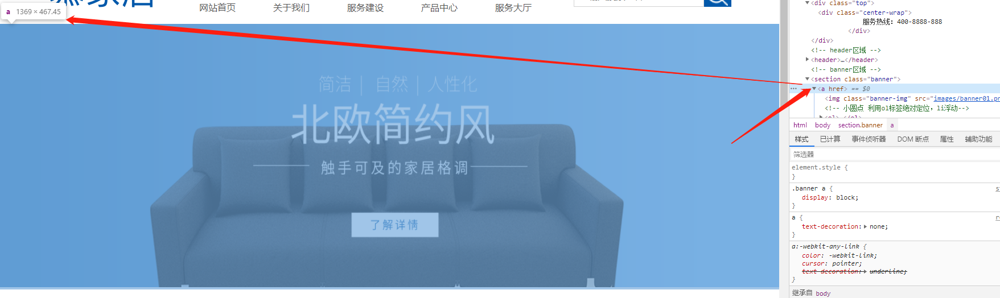 a 1369 × 467.45
网站首页 关于我们 服务建设 产品中心 服务大厅
简洁 | 自然 | 人性化
北欧简约风
触手可及的家居格调
了解详情
<div class="top">
<div class="center-wrap">
服务热线：400-8888-888
</div>
</div>
<!-- header区域 -->
<header>…</header>
<!-- banner区域 -->
<section class="banner">
<a href> == $0
<img class="banner-img" src="images/banner01.pn
<!-- 小圆点 利用ol标签绝对定位，li浮动-->
html body section.banner a
样式 已计算 事件侦听器 DOM 断点 属性 辅助功能
筛选器
element.style {
}
.banner a {
display: block;
}
a {
text-decoration: none;
}
a:-webkit-any-link {
color: -webkit-link;
cursor: pointer;
text-decoration: underline;
}
继承自 body